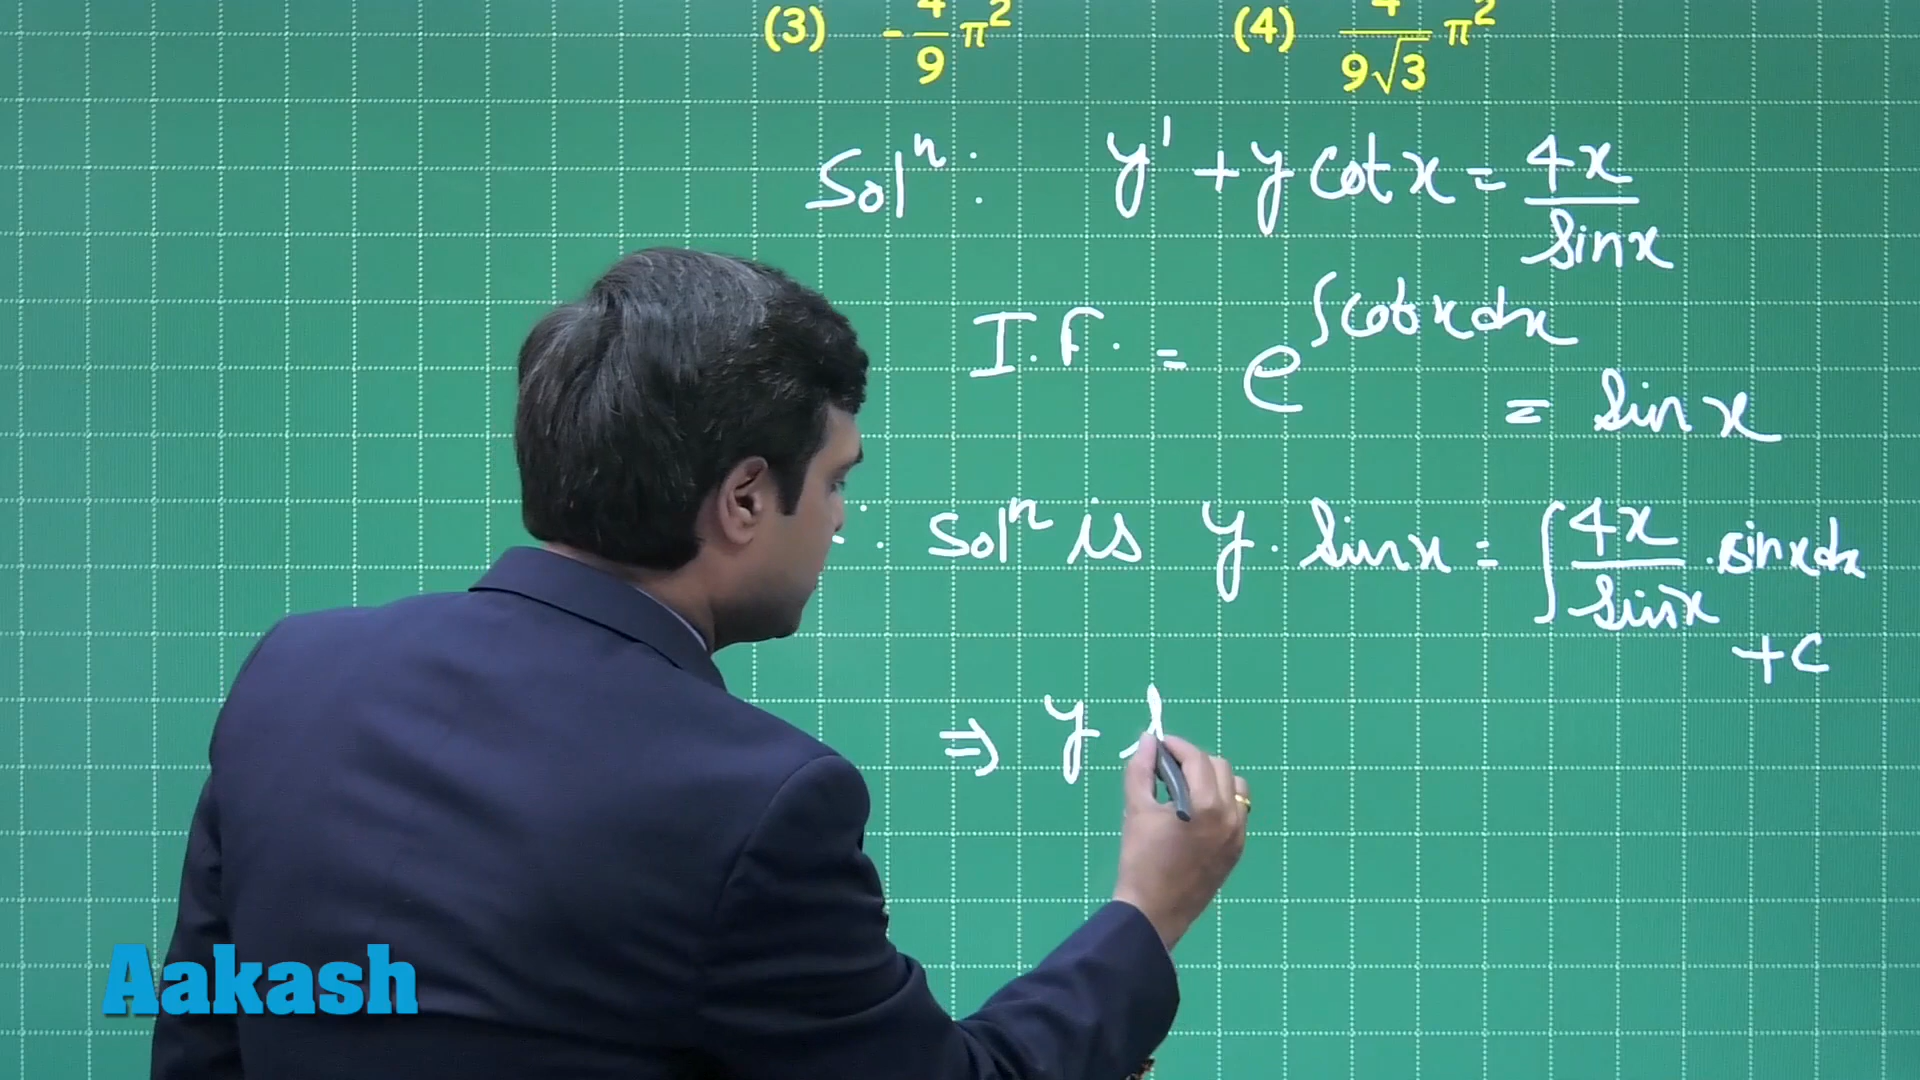 (3) -4/9 π² (4) 4/9√3 π²
Solⁿ: y' + y cot x = 4x/sin x
I.F. = e^∫cot x dx
= sin x
∴ Solⁿ is y. sin x = ∫ 4x/sin x . sin x dx
+ C
⇒ y
Aakash